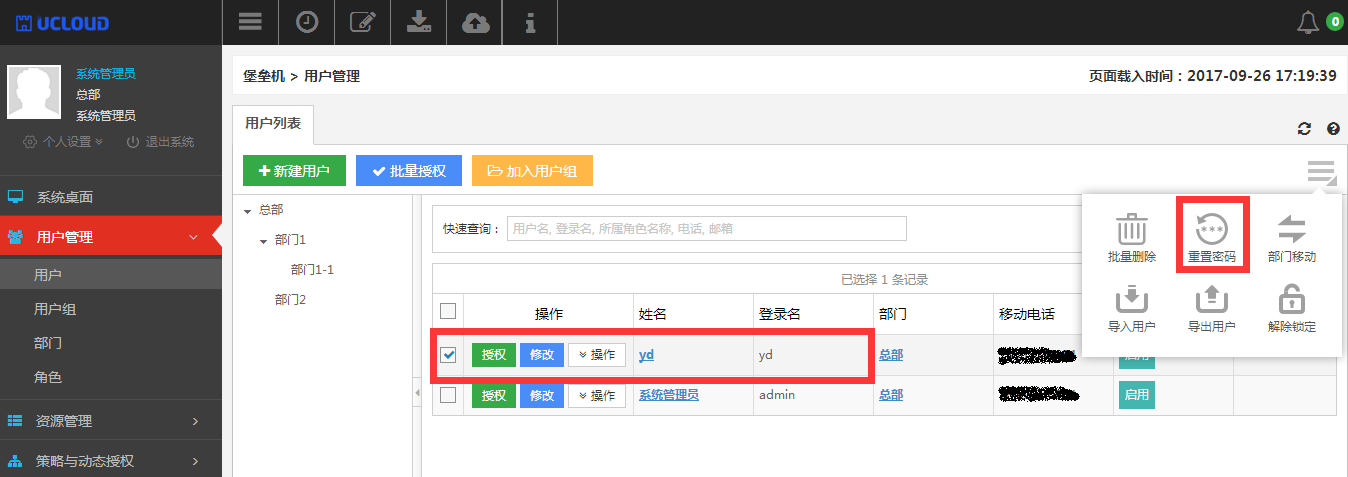 UCLOUD
0
系统管理员
总部
系统管理员
个人设置
退出系统
系统桌面
用户管理
用户
用户组
部门
角色
资源管理
策略与动态授权
堡垒机 > 用户管理
页面载入时间：2017-09-26 17:19:39
用户列表
新建用户
批量授权
加入用户组
总部
部门1
部门1-1
部门2
快速查询：
用户名, 登录名, 所属角色名称, 电话, 邮箱
已选择 1 条记录
操作 姓名 登录名 部门 移动电话
授权 修改 操作 yd yd 总部 启用
授权 修改 操作 系统管理员 admin 总部 启用
批量删除 重置密码 部门移动
导入用户 导出用户 解除锁定